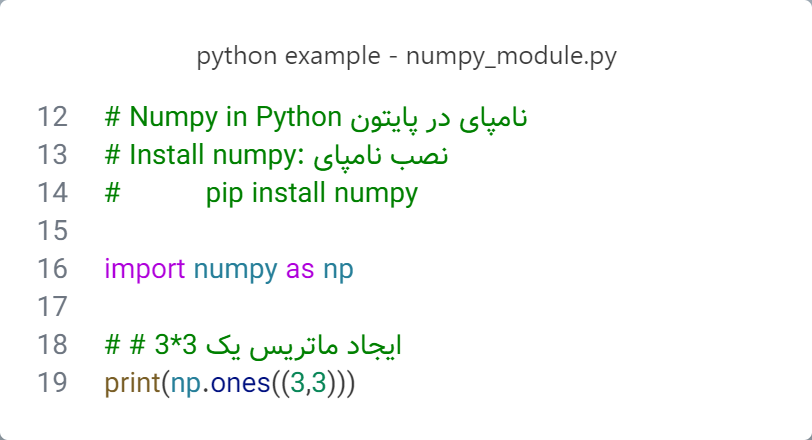 python example - numpy_module.py
12 # Numpy in Python نامپای در پایتون
13 # Install numpy: نصب نامپای
14 # pip install numpy
15
16 import numpy as np
17
18 # # ایجاد ماتریس یک 3*3
19 print(np.ones((3,3)))